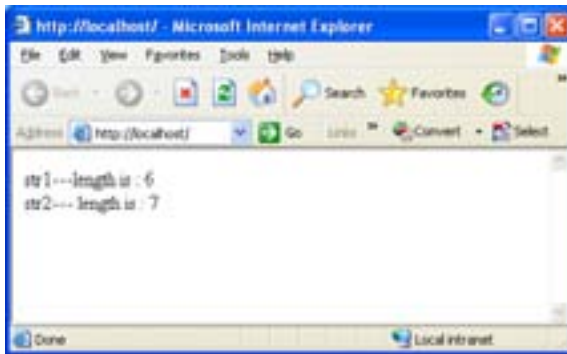 http://localhost/ - Microsoft Internet Explorer
File Edit View Favorites Tools Help
Back Search Favorites
Address http://localhost/ Go Links » Convert Select
str1---length is : 6
str2--- length is : 7
Done Local intranet